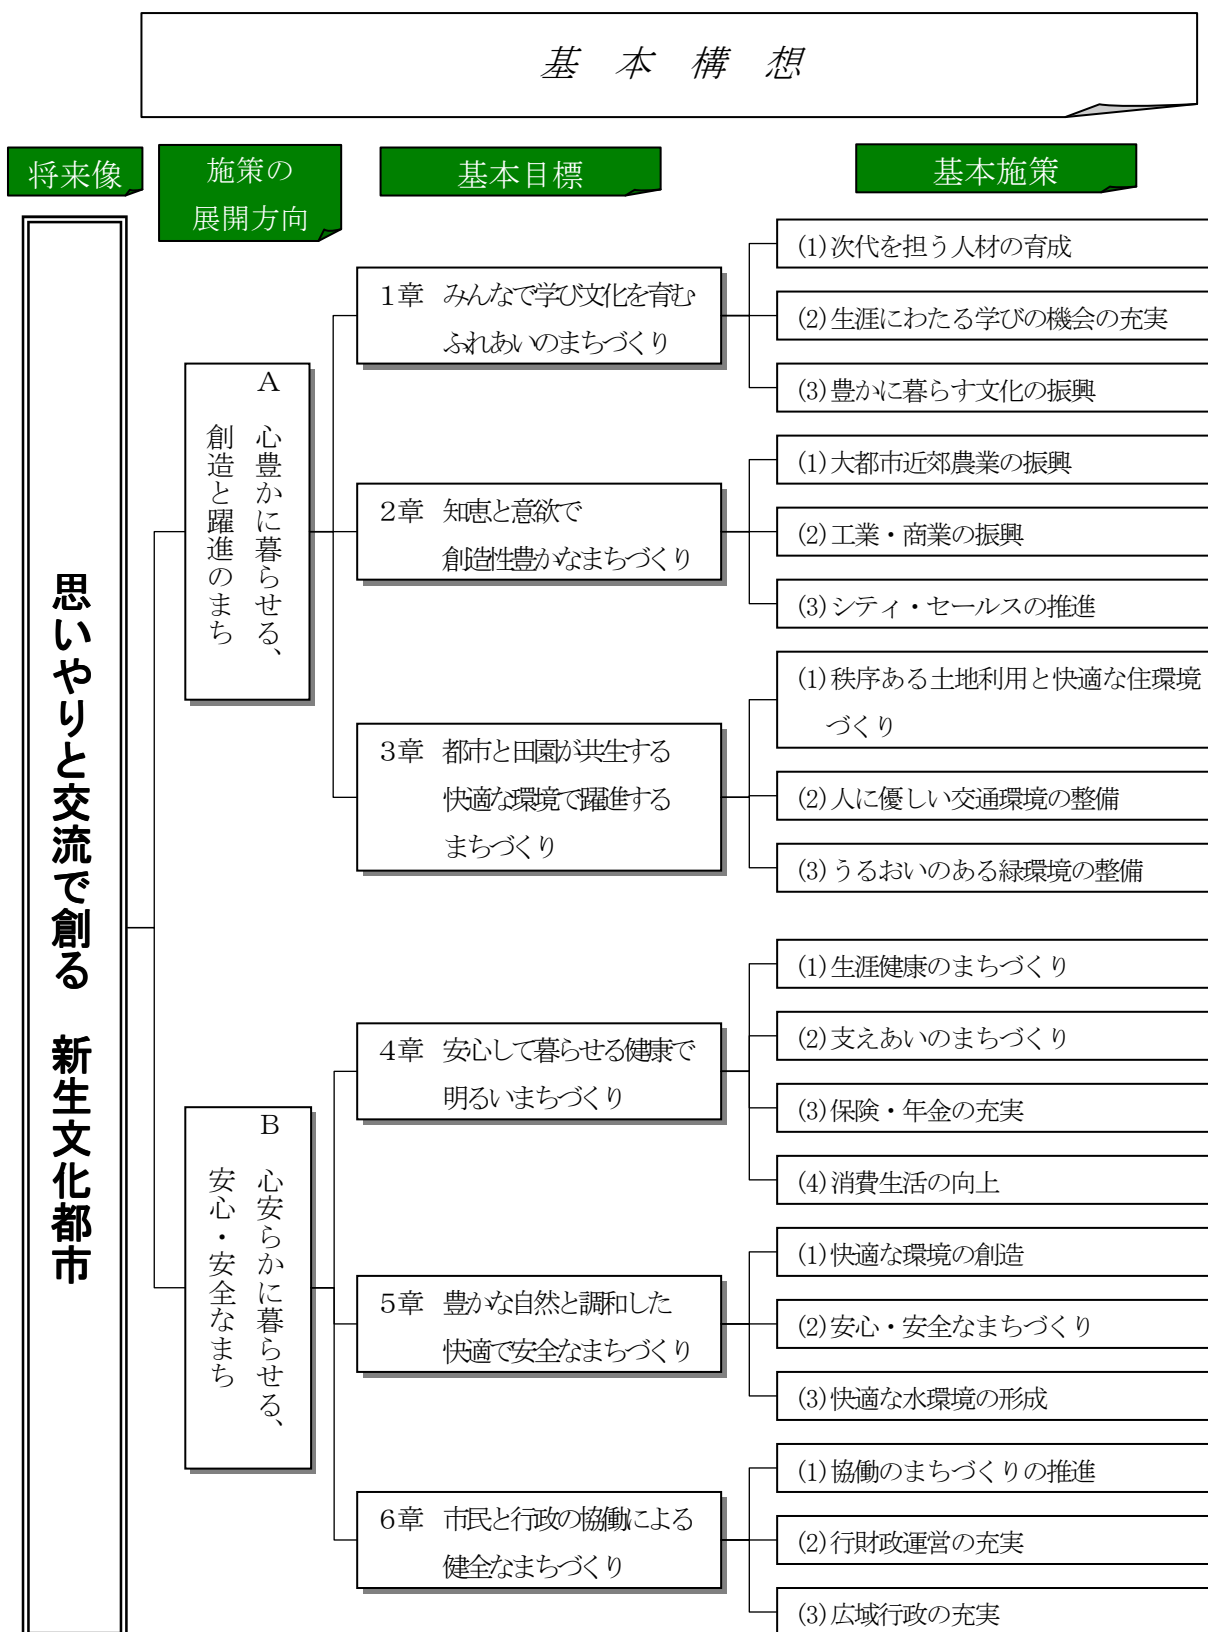 基 本 構 想
将来像
施策の
展開方向
基本目標
基本施策
思いやりと交流で創る 新生文化都市
A 心豊かに暮らせる、
創造と躍進のまち
1章 みんなで学び文化を育む
ふれあいのまちづくり
(1)次代を担う人材の育成
(2)生涯にわたる学びの機会の充実
(3)豊かに暮らす文化の振興
2章 知恵と意欲で
創造性豊かなまちづくり
(1)大都市近郊農業の振興
(2)工業・商業の振興
(3)シティ・セールスの推進
3章 都市と田園が共生する
快適な環境で躍進する
まちづくり
(1)秩序ある土地利用と快適な住環境
づくり
(2)人に優しい交通環境の整備
(3)うるおいのある緑環境の整備
B 心安らかに暮らせる、
安心・安全なまち
4章 安心して暮らせる健康で
明るいまちづくり
(1)生涯健康のまちづくり
(2)支えあいのまちづくり
(3)保険・年金の充実
(4)消費生活の向上
5章 豊かな自然と調和した
快適で安全なまちづくり
(1)快適な環境の創造
(2)安心・安全なまちづくり
(3)快適な水環境の形成
6章 市民と行政の協働による
健全なまちづくり
(1)協働のまちづくりの推進
(2)行財政運営の充実
(3)広域行政の充実